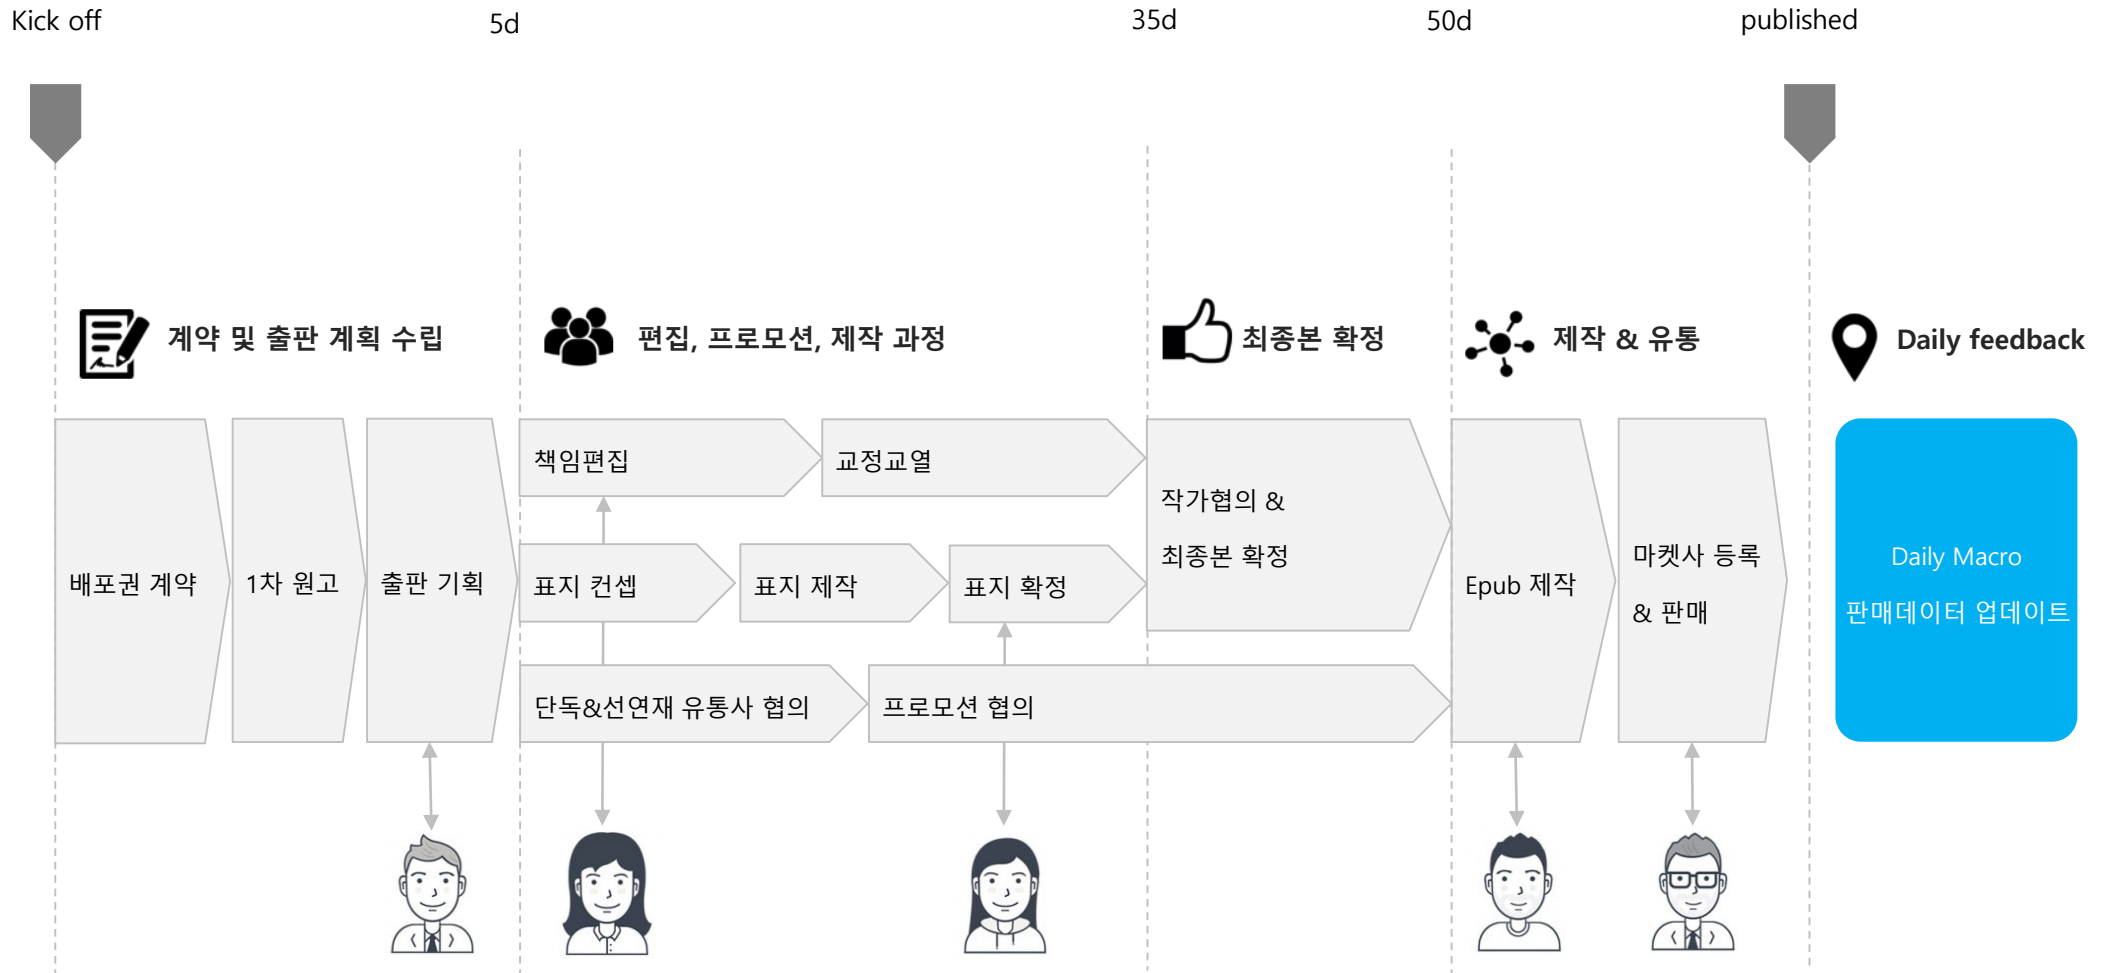 Kick off
5d
35d
50d
published
계약 및 출판 계획 수립
편집, 프로모션, 제작 과정
최종본 확정
제작 & 유통
Daily feedback
배포권 계약
1차 원고
출판 기획
책임편집
교정교열
표지 컨셉
표지 제작
표지 확정
단독&선연재 유통사 협의
프로모션 협의
작가협의 &
최종본 확정
Epub 제작
마켓사 등록
& 판매
Daily Macro
판매데이터 업데이트